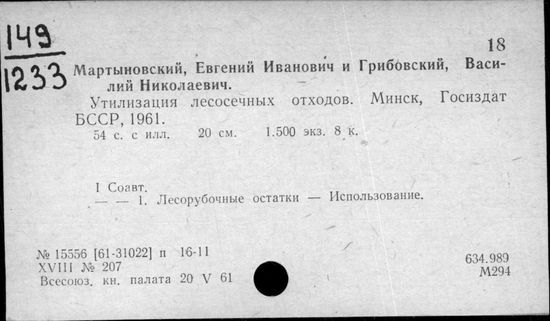 149
1233
18
Мартыновский, Евгений Иванович и Грибовский, Васи-
лий Николаевич.
Утилизация лесосечных отходов. Минск, Госиздат
БССР, 1961.
54 с. с илл. 20 см. 1.500 экз. 8 к.
I Соавт.
— — 1. Лесорубочные остатки — Использование.
№ 15556 [61-31022] п 16-11
XVIII № 207
Всесоюз. кн. палата 20 V 61
634.989
М294